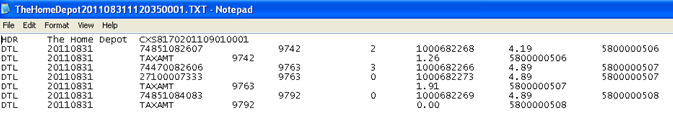 TheHomeDepot201108311120350001.TXT - Notepad
File Edit Format View Help
HDR The Home Depot CXS8170201109010001
DTL 20110831 74851082607 9742 2 1000682268 4.19 5800000506
DTL 20110831 TAXAMT 9742 1.26 5800000506
DTL 20110831 74470082606 9763 3 1000682266 4.89 5800000507
DTL 20110831 27100007333 9763 0 1000682273 4.89 5800000507
DTL 20110831 TAXAMT 9763 1.91 5800000507
DTL 20110831 74851084083 9792 0 1000682269 4.89 5800000508
DTL 20110831 TAXAMT 9792 0.00 5800000508